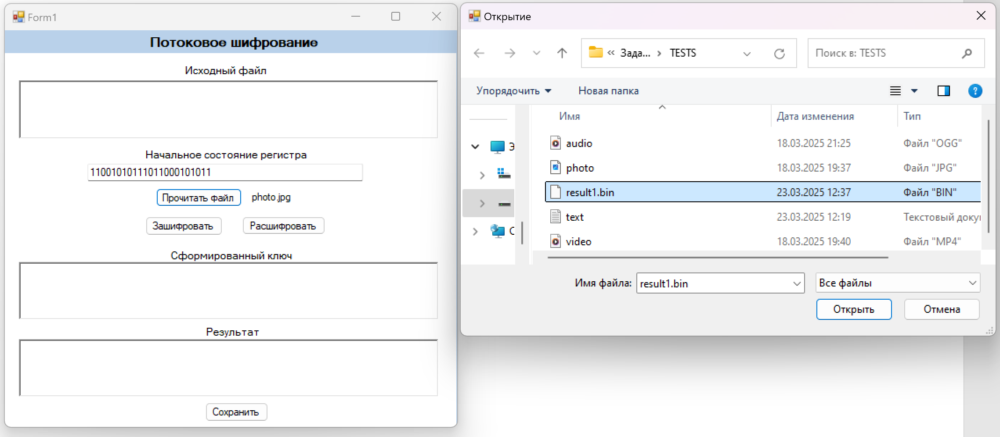 Form1
Потоковое шифрование
Исходный файл
Начальное состояние регистра
11001010111011000101011
Прочитать файл photo.jpg
Зашифровать Расшифровать
Сформированный ключ
Результат
Сохранить
Открытие
« Зада... › TESTS
Поиск в: TESTS
Упорядочить Новая папка
Имя Дата изменения Тип
audio 18.03.2025 21:25 Файл "OGG"
photo 18.03.2025 19:37 Файл "JPG"
result1.bin 23.03.2025 12:37 Файл "BIN"
text 23.03.2025 12:19 Текстовый доку
video 18.03.2025 19:40 Файл "MP4"
Э
С
Имя файла: result1.bin Все файлы
Открыть Отмена